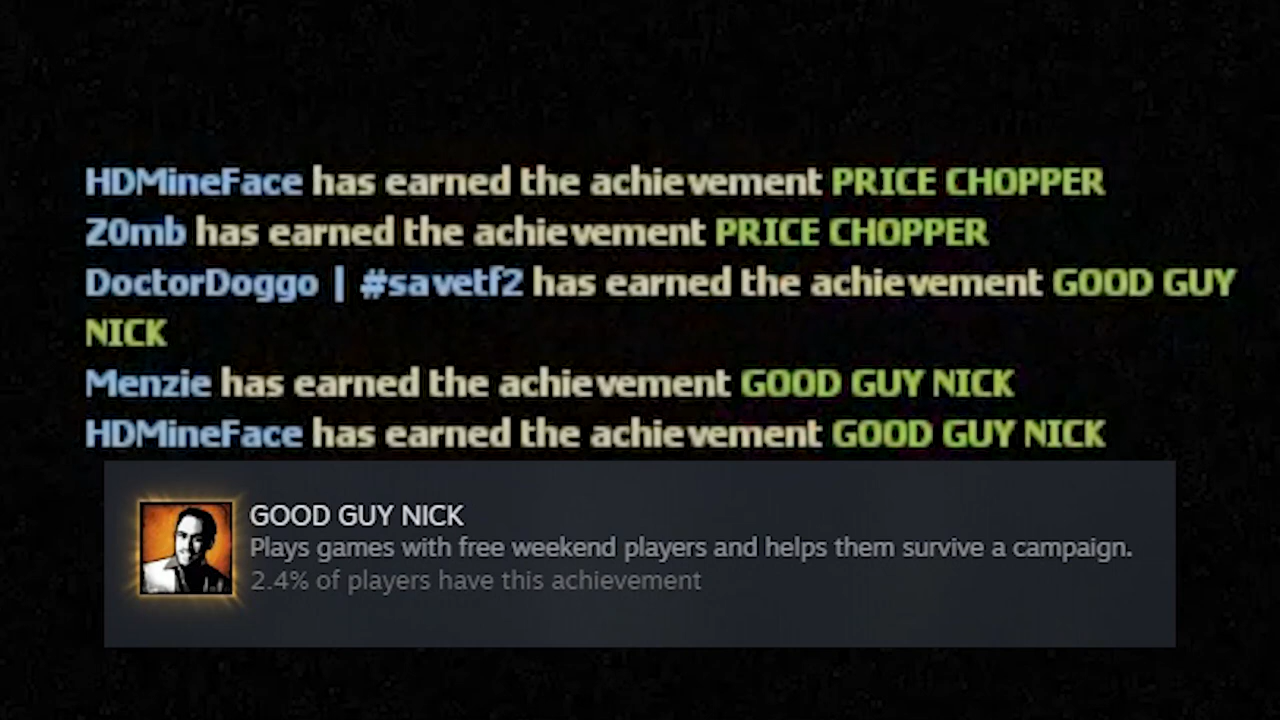 HDMineFace has earned the achievement PRICE CHOPPER
Z0mb has earned the achievement PRICE CHOPPER
DoctorDoggo | #savetf2 has earned the achievement GOOD GUY
NICK
Menzie has earned the achievement GOOD GUY NICK
HDMineFace has earned the achievement GOOD GUY NICK
GOOD GUY NICK
Plays games with free weekend players and helps them survive a campaign.
2.4% of players have this achievement